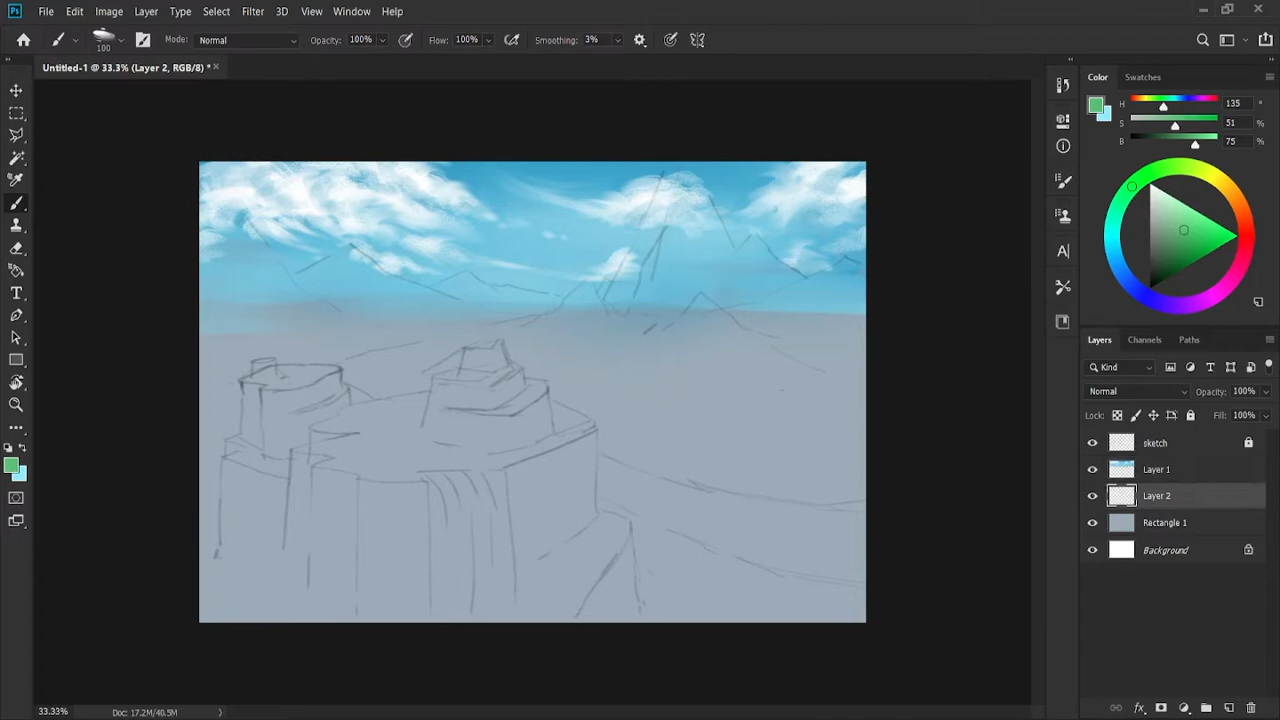 Ps File Edit Image Layer Type Select Filter 3D View Window Help
100 Mode: Normal Opacity: 100% Flow: 100% Smoothing: 3%
Untitled-1 @ 33.3% (Layer 2, RGB/8) *
Color Swatches
H 135 °
S 51 %
B 75 %
Layers Channels Paths
Kind
Normal Opacity: 100%
Lock: Fill: 100%
sketch
Layer 1
Layer 2
Rectangle 1
Background
33.33% Doc: 17.2M/40.5M